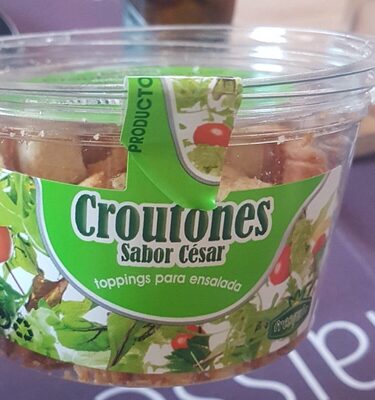 PRODUCTO
Croutones
Sabor César
toppings para ensalada